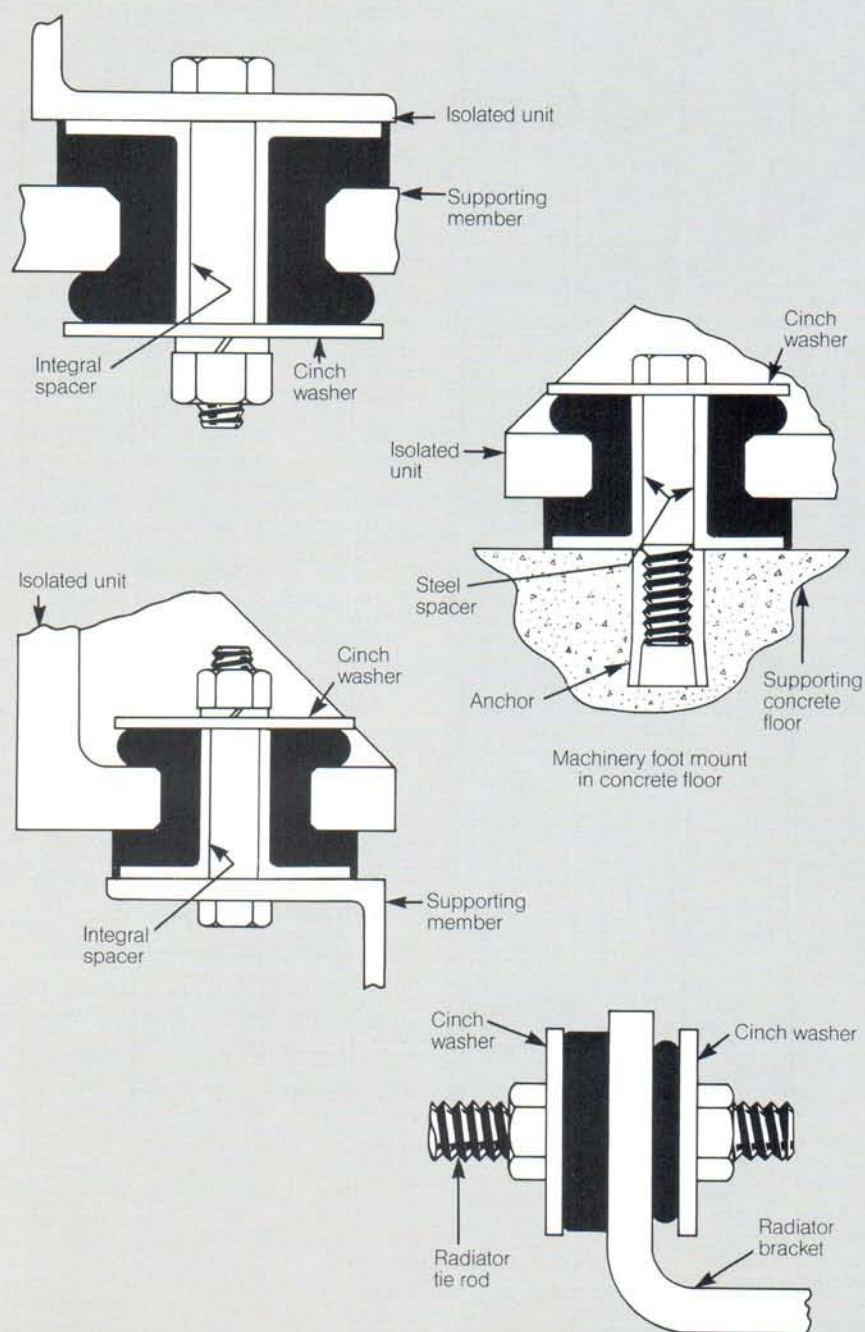 Isolated unit
Supporting
member
Integral
spacer
Cinch
washer
Cinch
washer
Isolated
unit
Steel
spacer
Anchor
Supporting
concrete
floor
Machinery foot mount
in concrete floor
Isolated unit
Cinch
washer
Integral
spacer
Supporting
member
Cinch
washer
Cinch washer
Radiator
tie rod
Radiator
bracket